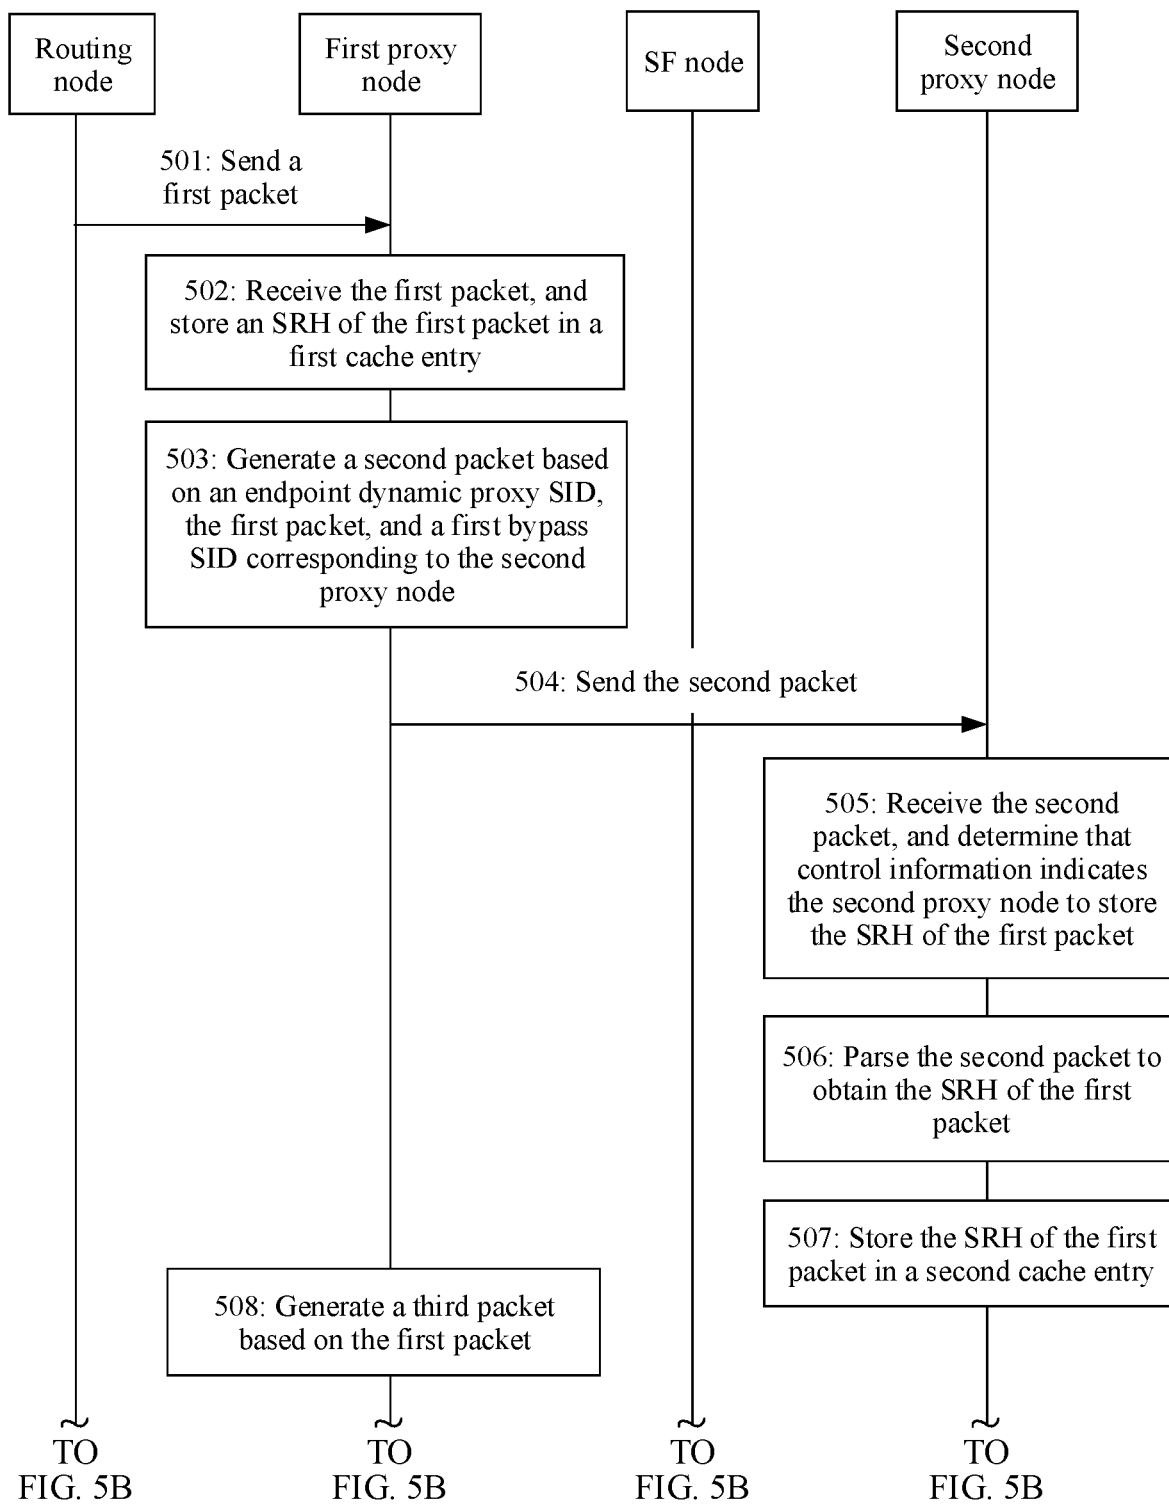 Routing
node
First proxy
node
SF node
Second
proxy node
501: Send a
first packet
502: Receive the first packet, and
store an SRH of the first packet in a
first cache entry
503: Generate a second packet based
on an endpoint dynamic proxy SID,
the first packet, and a first bypass
SID corresponding to the second
proxy node
504: Send the second packet
505: Receive the second
packet, and determine that
control information indicates
the second proxy node to store
the SRH of the first packet
506: Parse the second packet to
obtain the SRH of the first
packet
507: Store the SRH of the first
packet in a second cache entry
508: Generate a third packet
based on the first packet
TO
FIG. 5B
TO
FIG. 5B
TO
FIG. 5B
TO
FIG. 5B